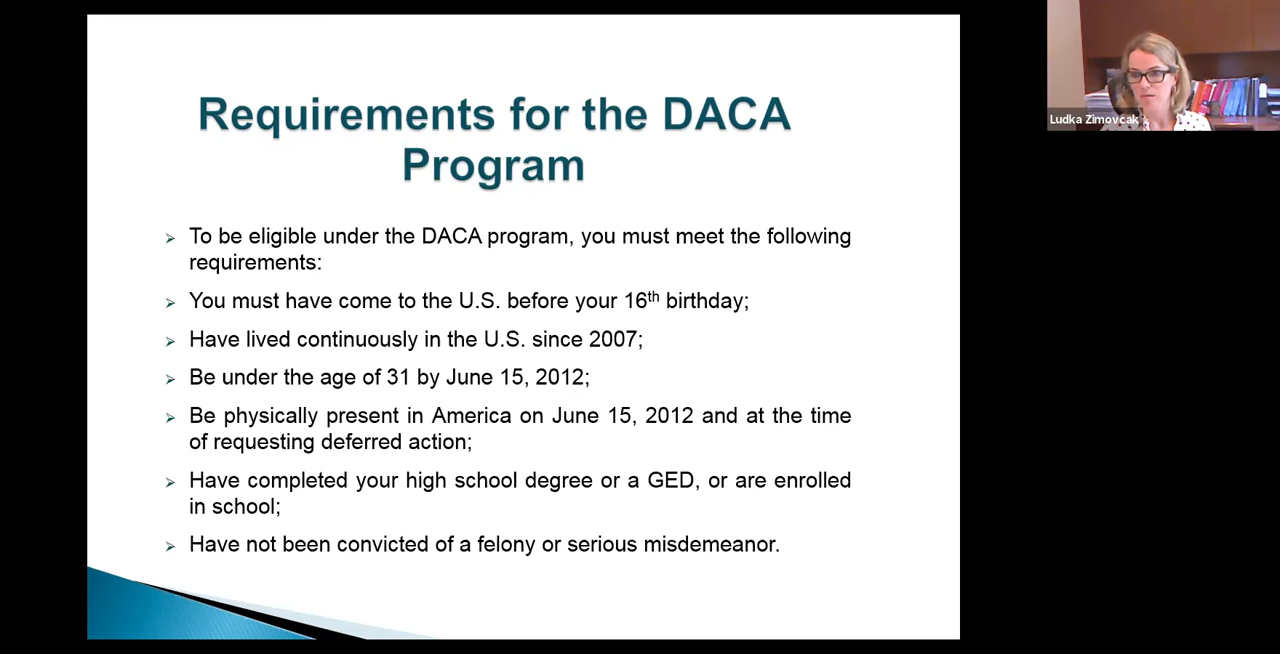 Requirements for the DACA
Program
Ludka Zimovcak
To be eligible under the DACA program, you must meet the following
requirements:
You must have come to the U.S. before your 16th birthday;
Have lived continuously in the U.S. since 2007;
Be under the age of 31 by June 15, 2012;
Be physically present in America on June 15, 2012 and at the time
of requesting deferred action;
Have completed your high school degree or a GED, or are enrolled
in school;
Have not been convicted of a felony or serious misdemeanor.